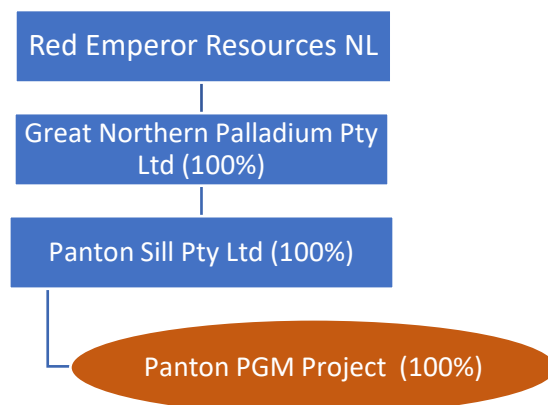 Red Emperor Resources NL
Great Northern Palladium Pty
Ltd (100%)
Panton Sill Pty Ltd (100%)
Panton PGM Project (100%)